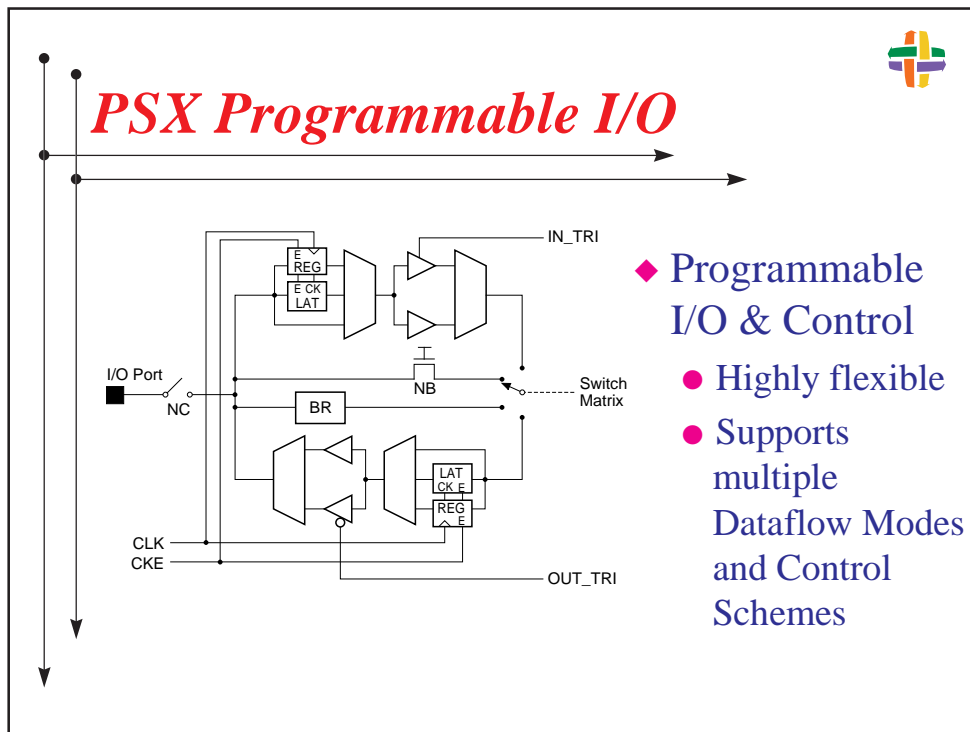 PSX Programmable I/O
IN_TRI
E
REG
E CK
LAT
I/O Port
NC
NB
BR
Switch
Matrix
LAT
CK E
REG
E
CLK
CKE
OUT_TRI
Programmable
I/O & Control
Highly flexible
Supports
multiple
Dataflow Modes
and Control
Schemes